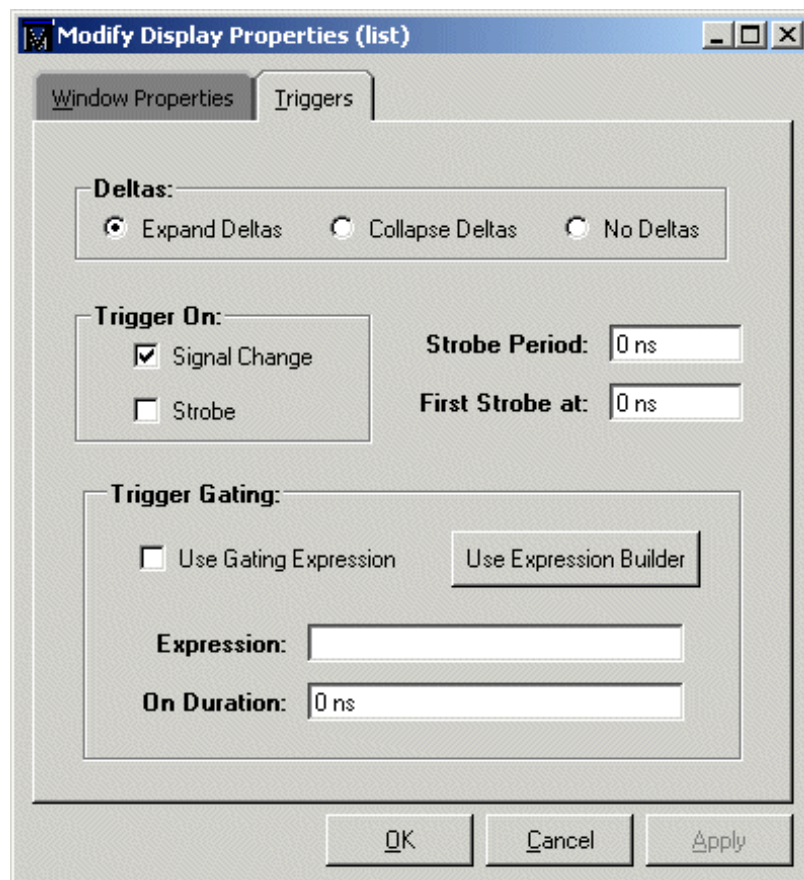 Modify Display Properties (list)
Window Properties Triggers
Deltas:
Expand Deltas Collapse Deltas No Deltas
Trigger On:
Signal Change
Strobe
Strobe Period: 0 ns
First Strobe at: 0 ns
Trigger Gating:
Use Gating Expression Use Expression Builder
Expression:
On Duration: 0 ns
OK Cancel Apply